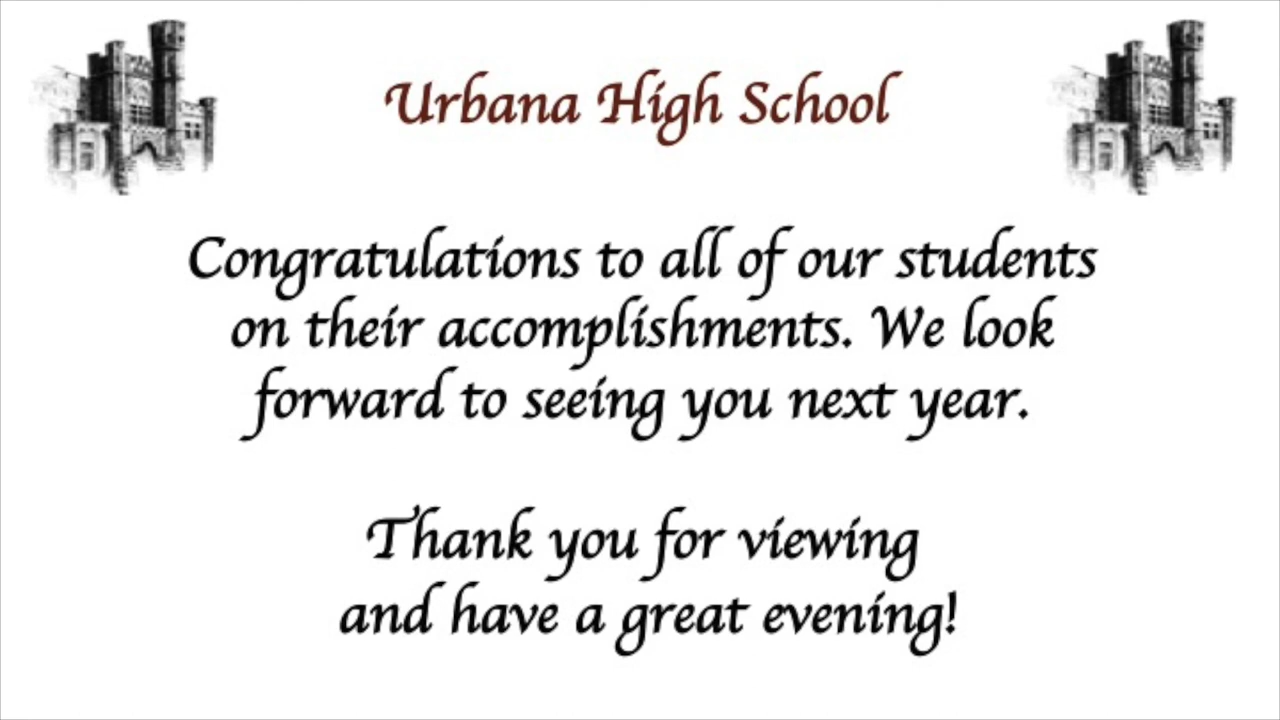 Urbana High School
Congratulations to all of our students
on their accomplishments. We look
forward to seeing you next year.
Thank you for viewing
and have a great evening!